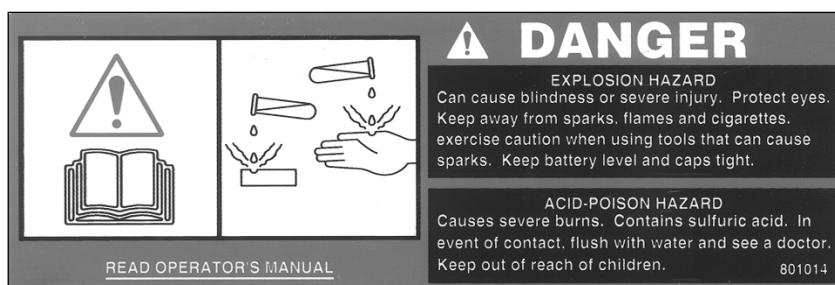 READ OPERATOR'S MANUAL
DANGER
EXPLOSION HAZARD
Can cause blindness or severe injury. Protect eyes.
Keep away from sparks, flames and cigarettes,
exercise caution when using tools that can cause
sparks. Keep battery level and caps tight.
ACID-POISON HAZARD
Causes severe burns. Contains sulfuric acid. In
event of contact, flush with water and see a doctor.
Keep out of reach of children.
801014